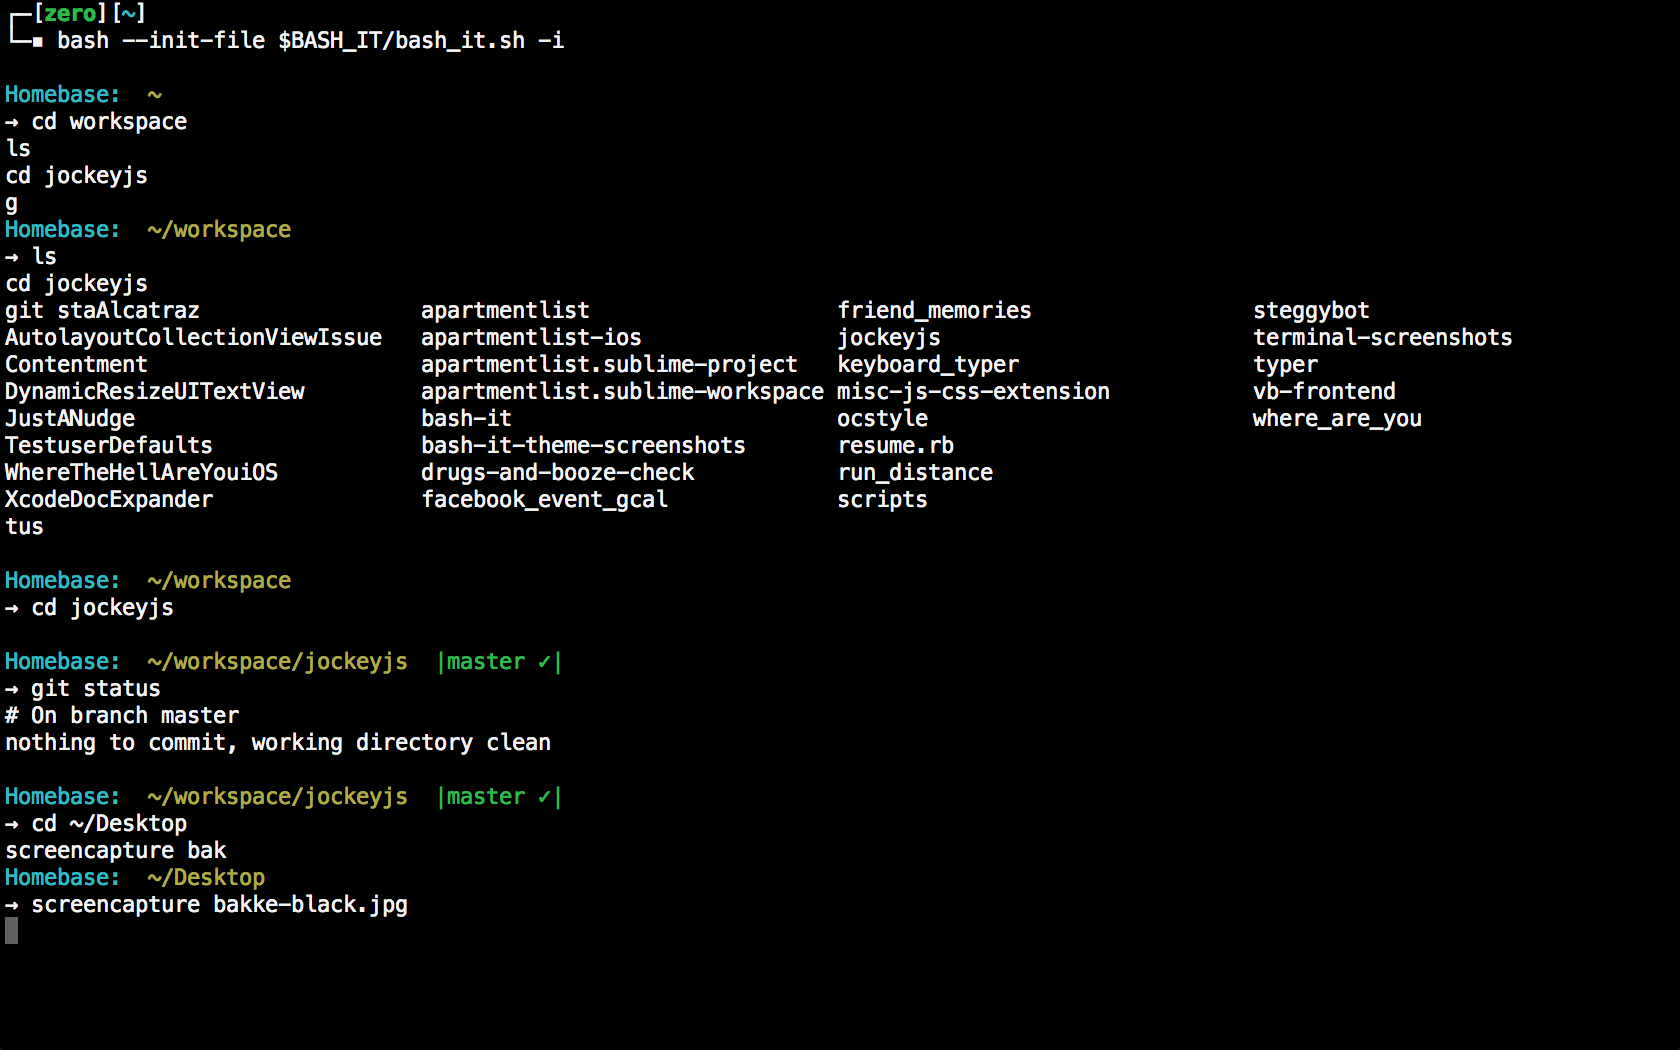 ┌─[zero][~]
└─▪ bash --init-file $BASH_IT/bash_it.sh -i
Homebase:  ~
→ cd workspace
ls
cd jockeyjs
g
Homebase:  ~/workspace
→ ls
cd jockeyjs
git staAlcatraz                 apartmentlist                   friend_memories                 steggybot
AutolayoutCollectionViewIssue   apartmentlist-ios               jockeyjs                        terminal-screenshots
Contentment                     apartmentlist.sublime-project   keyboard_typer                  typer
DynamicResizeUITextView         apartmentlist.sublime-workspace misc-js-css-extension           vb-frontend
JustANudge                      bash-it                         ocstyle                         where_are_you
TestuserDefaults                bash-it-theme-screenshots       resume.rb
WhereTheHellAreYouiOS           drugs-and-booze-check           run_distance
XcodeDocExpander                facebook_event_gcal             scripts
tus
Homebase:  ~/workspace
→ cd jockeyjs
Homebase:  ~/workspace/jockeyjs  |master ✓|
→ git status
# On branch master
nothing to commit, working directory clean
Homebase:  ~/workspace/jockeyjs  |master ✓|
→ cd ~/Desktop
screencapture bak
Homebase:  ~/Desktop
→ screencapture bakke-black.jpg